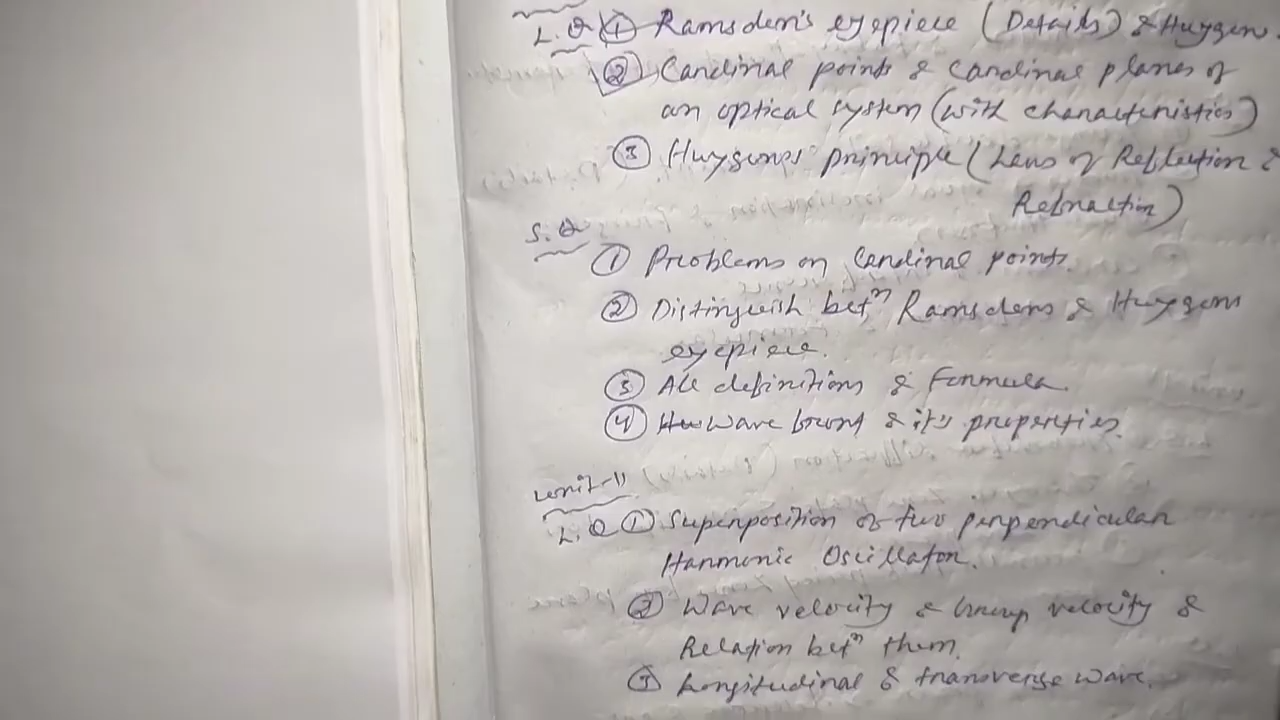 L.Q ① Ramsden's eyepiece (Details) & Huygen
② Cardinal points & cardinal planes of
an optical system (with characteristics)
③ Huygens principle (Laws of Reflection &
Refraction)
S.Q
① Problems on Cardinal points.
② Distinguish betⁿ Ramsdens & Huygens
eyepiece.
③ All definitions & Formula.
④ Wave front & it's properties.
Unit-II
L.Q ① Superposition of two perpendicular
Harmonic Oscillator.
② Wave velocity & Group velocity &
Relation betⁿ them.
③ Longitudinal & transverse wave.